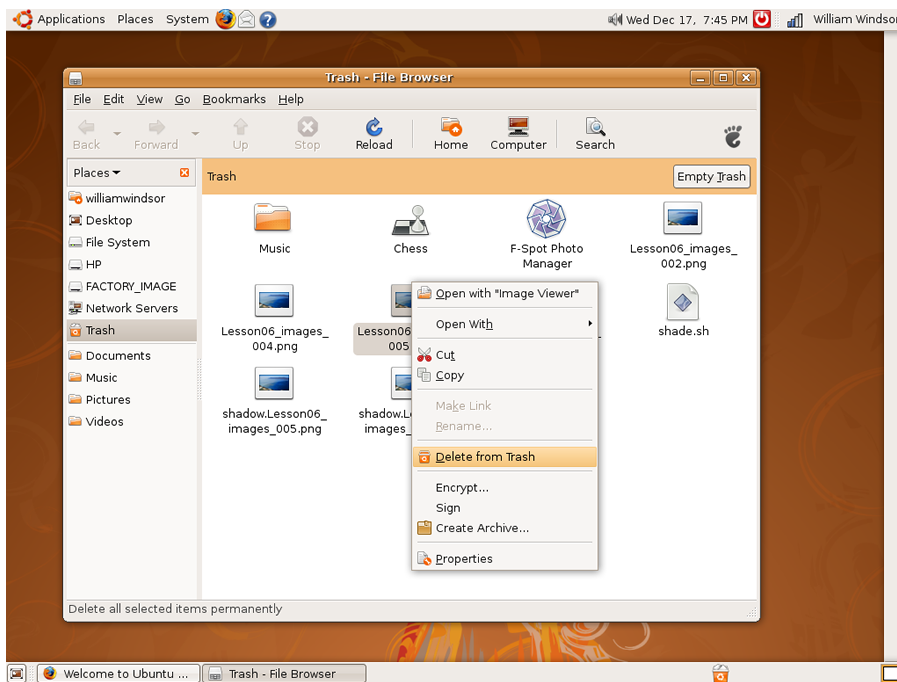 Applications Places System
Wed Dec 17, 7:45 PM
William Windsor
Trash - File Browser
File Edit View Go Bookmarks Help
Back Forward Up Stop Reload Home Computer Search
Places
Trash
Empty Trash
williamwindsor
Desktop
File System
HP
FACTORY_IMAGE
Network Servers
Trash
Documents
Music
Pictures
Videos
Music
Chess
F-Spot Photo
Manager
Lesson06_images_
002.png
Lesson06_images_
004.png
Lesson06
005
shade.sh
shadow.Lesson06_
images_005.png
shadow.L
images_
Open with "Image Viewer"
Open With
Cut
Copy
Make Link
Rename...
Delete from Trash
Encrypt...
Sign
Create Archive...
Properties
Delete all selected items permanently
Welcome to Ubuntu ...
Trash - File Browser